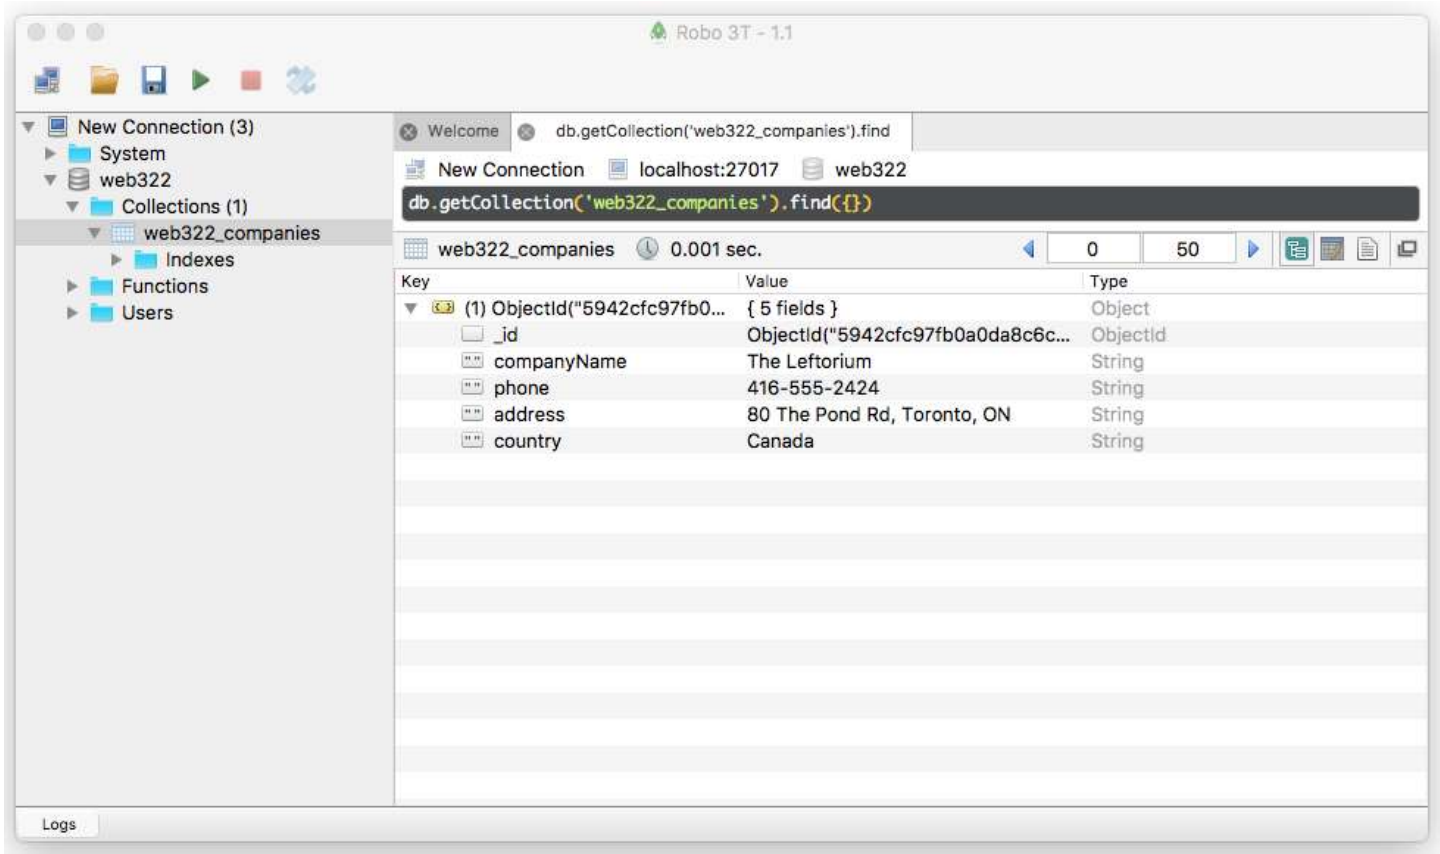 Robo 3T - 1.1
New Connection (3)
System
web322
Collections (1)
web322_companies
Indexes
Functions
Users
Welcome db.getCollection('web322_companies').find
New Connection localhost:27017 web322
db.getCollection('web322_companies').find({})
web322_companies 0.001 sec. 0 50
Key Value Type
(1) ObjectId("5942cfc97fb0... { 5 fields } Object
_id ObjectId("5942cfc97fb0a0da8c6c... ObjectId
companyName The Leftorium String
phone 416-555-2424 String
address 80 The Pond Rd, Toronto, ON String
country Canada String
Logs